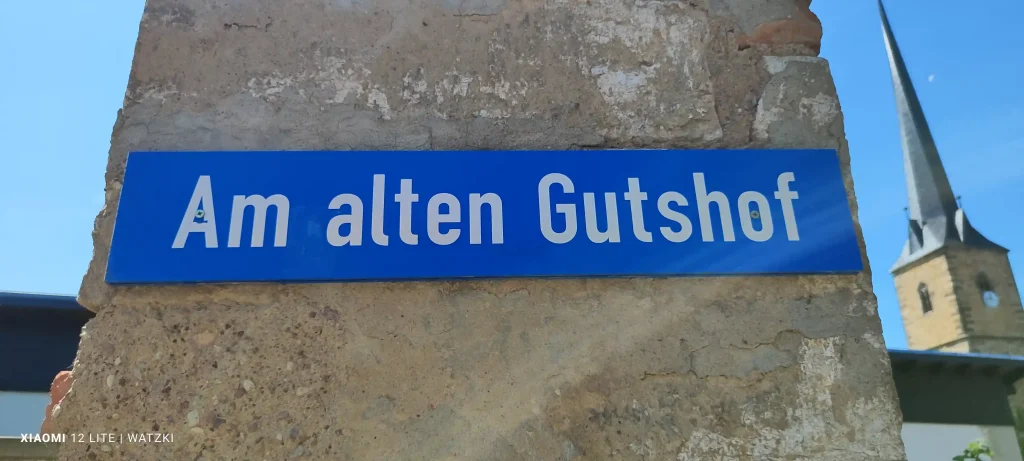 Am alten Gutshof
XIAOMI 12 LITE | WATZKI